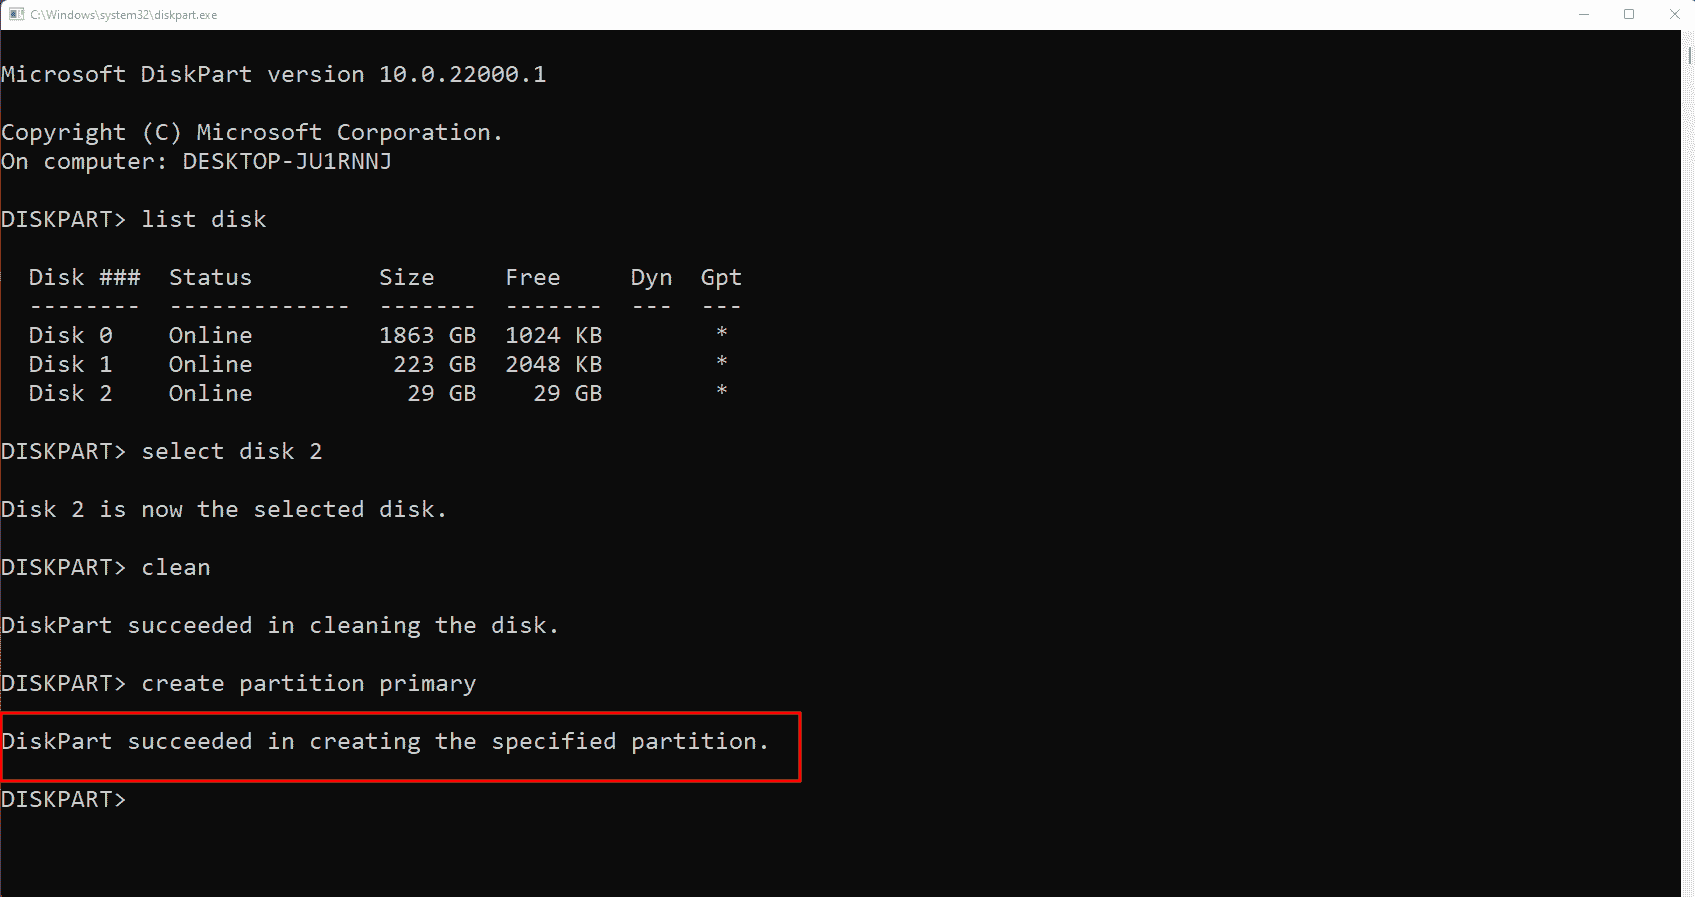 C:\Windows\system32\diskpart.exe
Microsoft DiskPart version 10.0.22000.1
Copyright (C) Microsoft Corporation.
On computer: DESKTOP-JU1RNNJ
DISKPART> list disk
  Disk ###  Status         Size     Free     Dyn  Gpt
  --------  -------------  -------  -------  ---  ---
  Disk 0    Online         1863 GB  1024 KB        *
  Disk 1    Online          223 GB  2048 KB        *
  Disk 2    Online           29 GB    29 GB        *
DISKPART> select disk 2
Disk 2 is now the selected disk.
DISKPART> clean
DiskPart succeeded in cleaning the disk.
DISKPART> create partition primary
DiskPart succeeded in creating the specified partition.
DISKPART>